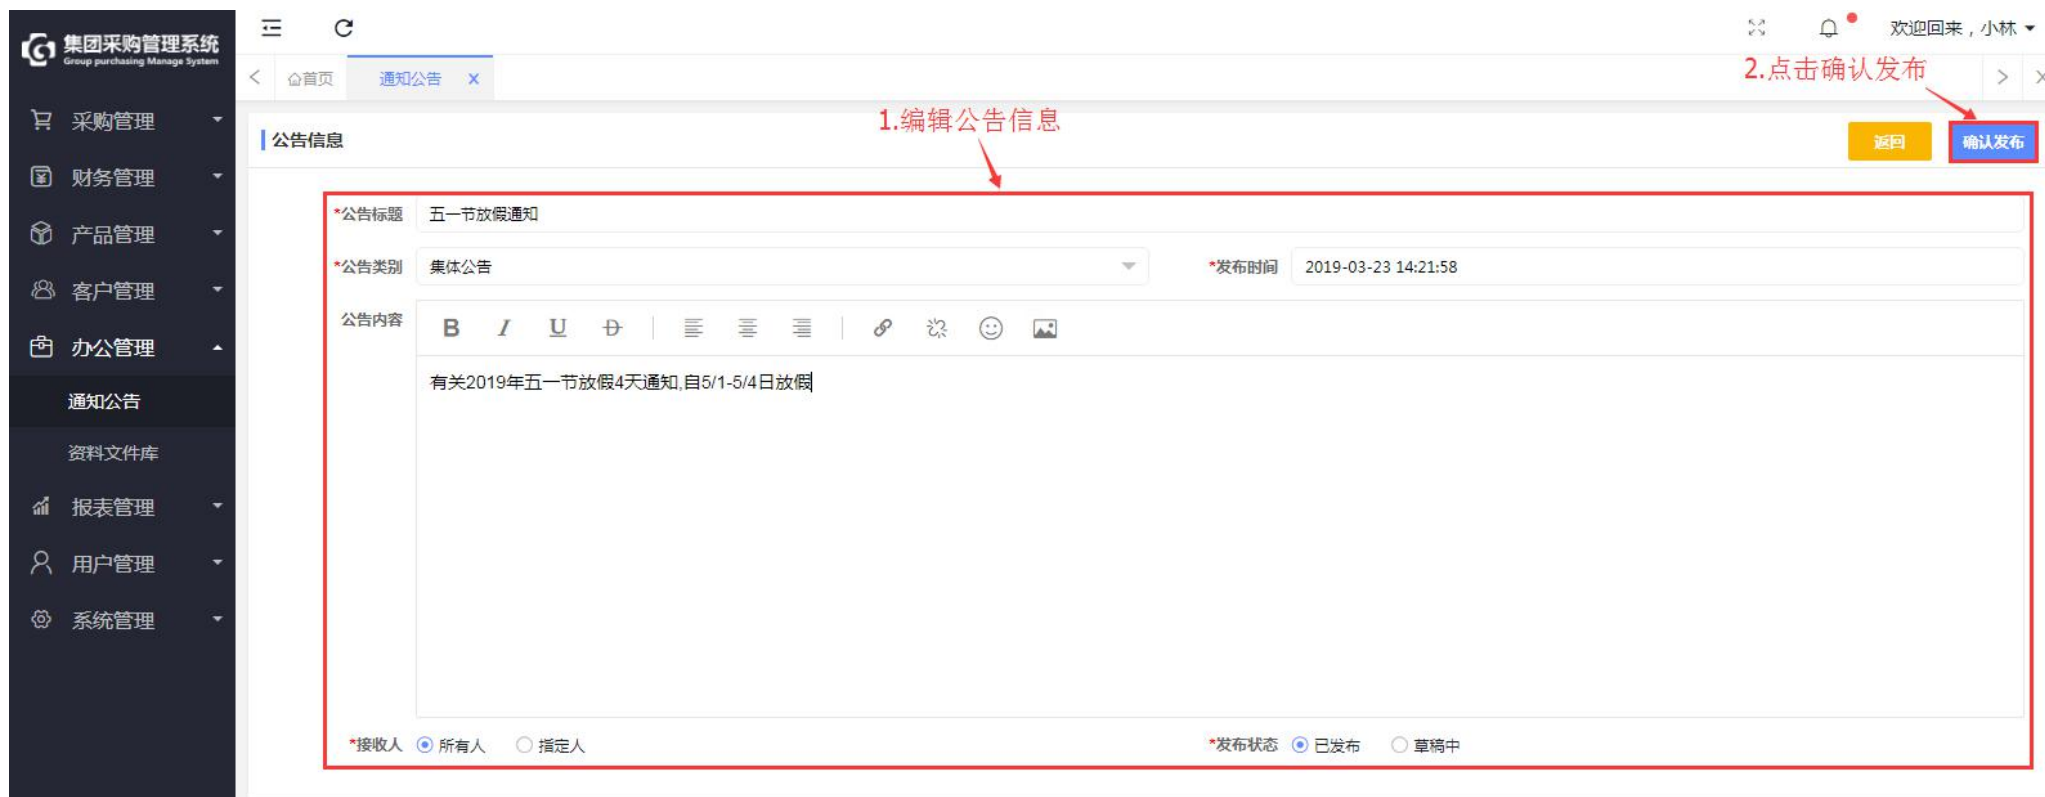 集团采购管理系统
Group purchasing Manage System
欢迎回来，小林
首页
通知公告
2.点击确认发布
采购管理
财务管理
产品管理
客户管理
办公管理
通知公告
资料文件库
报表管理
用户管理
系统管理
公告信息
1.编辑公告信息
返回
确认发布
*公告标题 五一节放假通知
*公告类别 集体公告
*发布时间 2019-03-23 14:21:58
公告内容
B I U D
有关2019年五一节放假4天通知,自5/1-5/4日放假
*接收人 所有人 指定人
*发布状态 已发布 草稿中